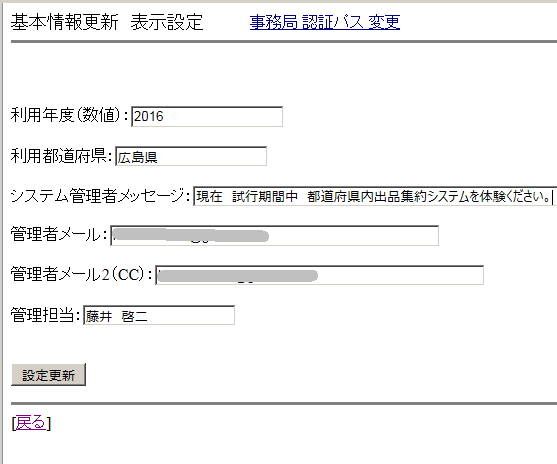 基本情報更新 表示設定 事務局 認証パス 変更
利用年度（数値）：2016
利用都道府県：広島県
システム管理者メッセージ：現在 試行期間中 都道府県内出品集約システムを体験ください。
管理者メール：
管理者メール2（CC）：
管理担当：藤井 啓二
設定更新
[戻る]